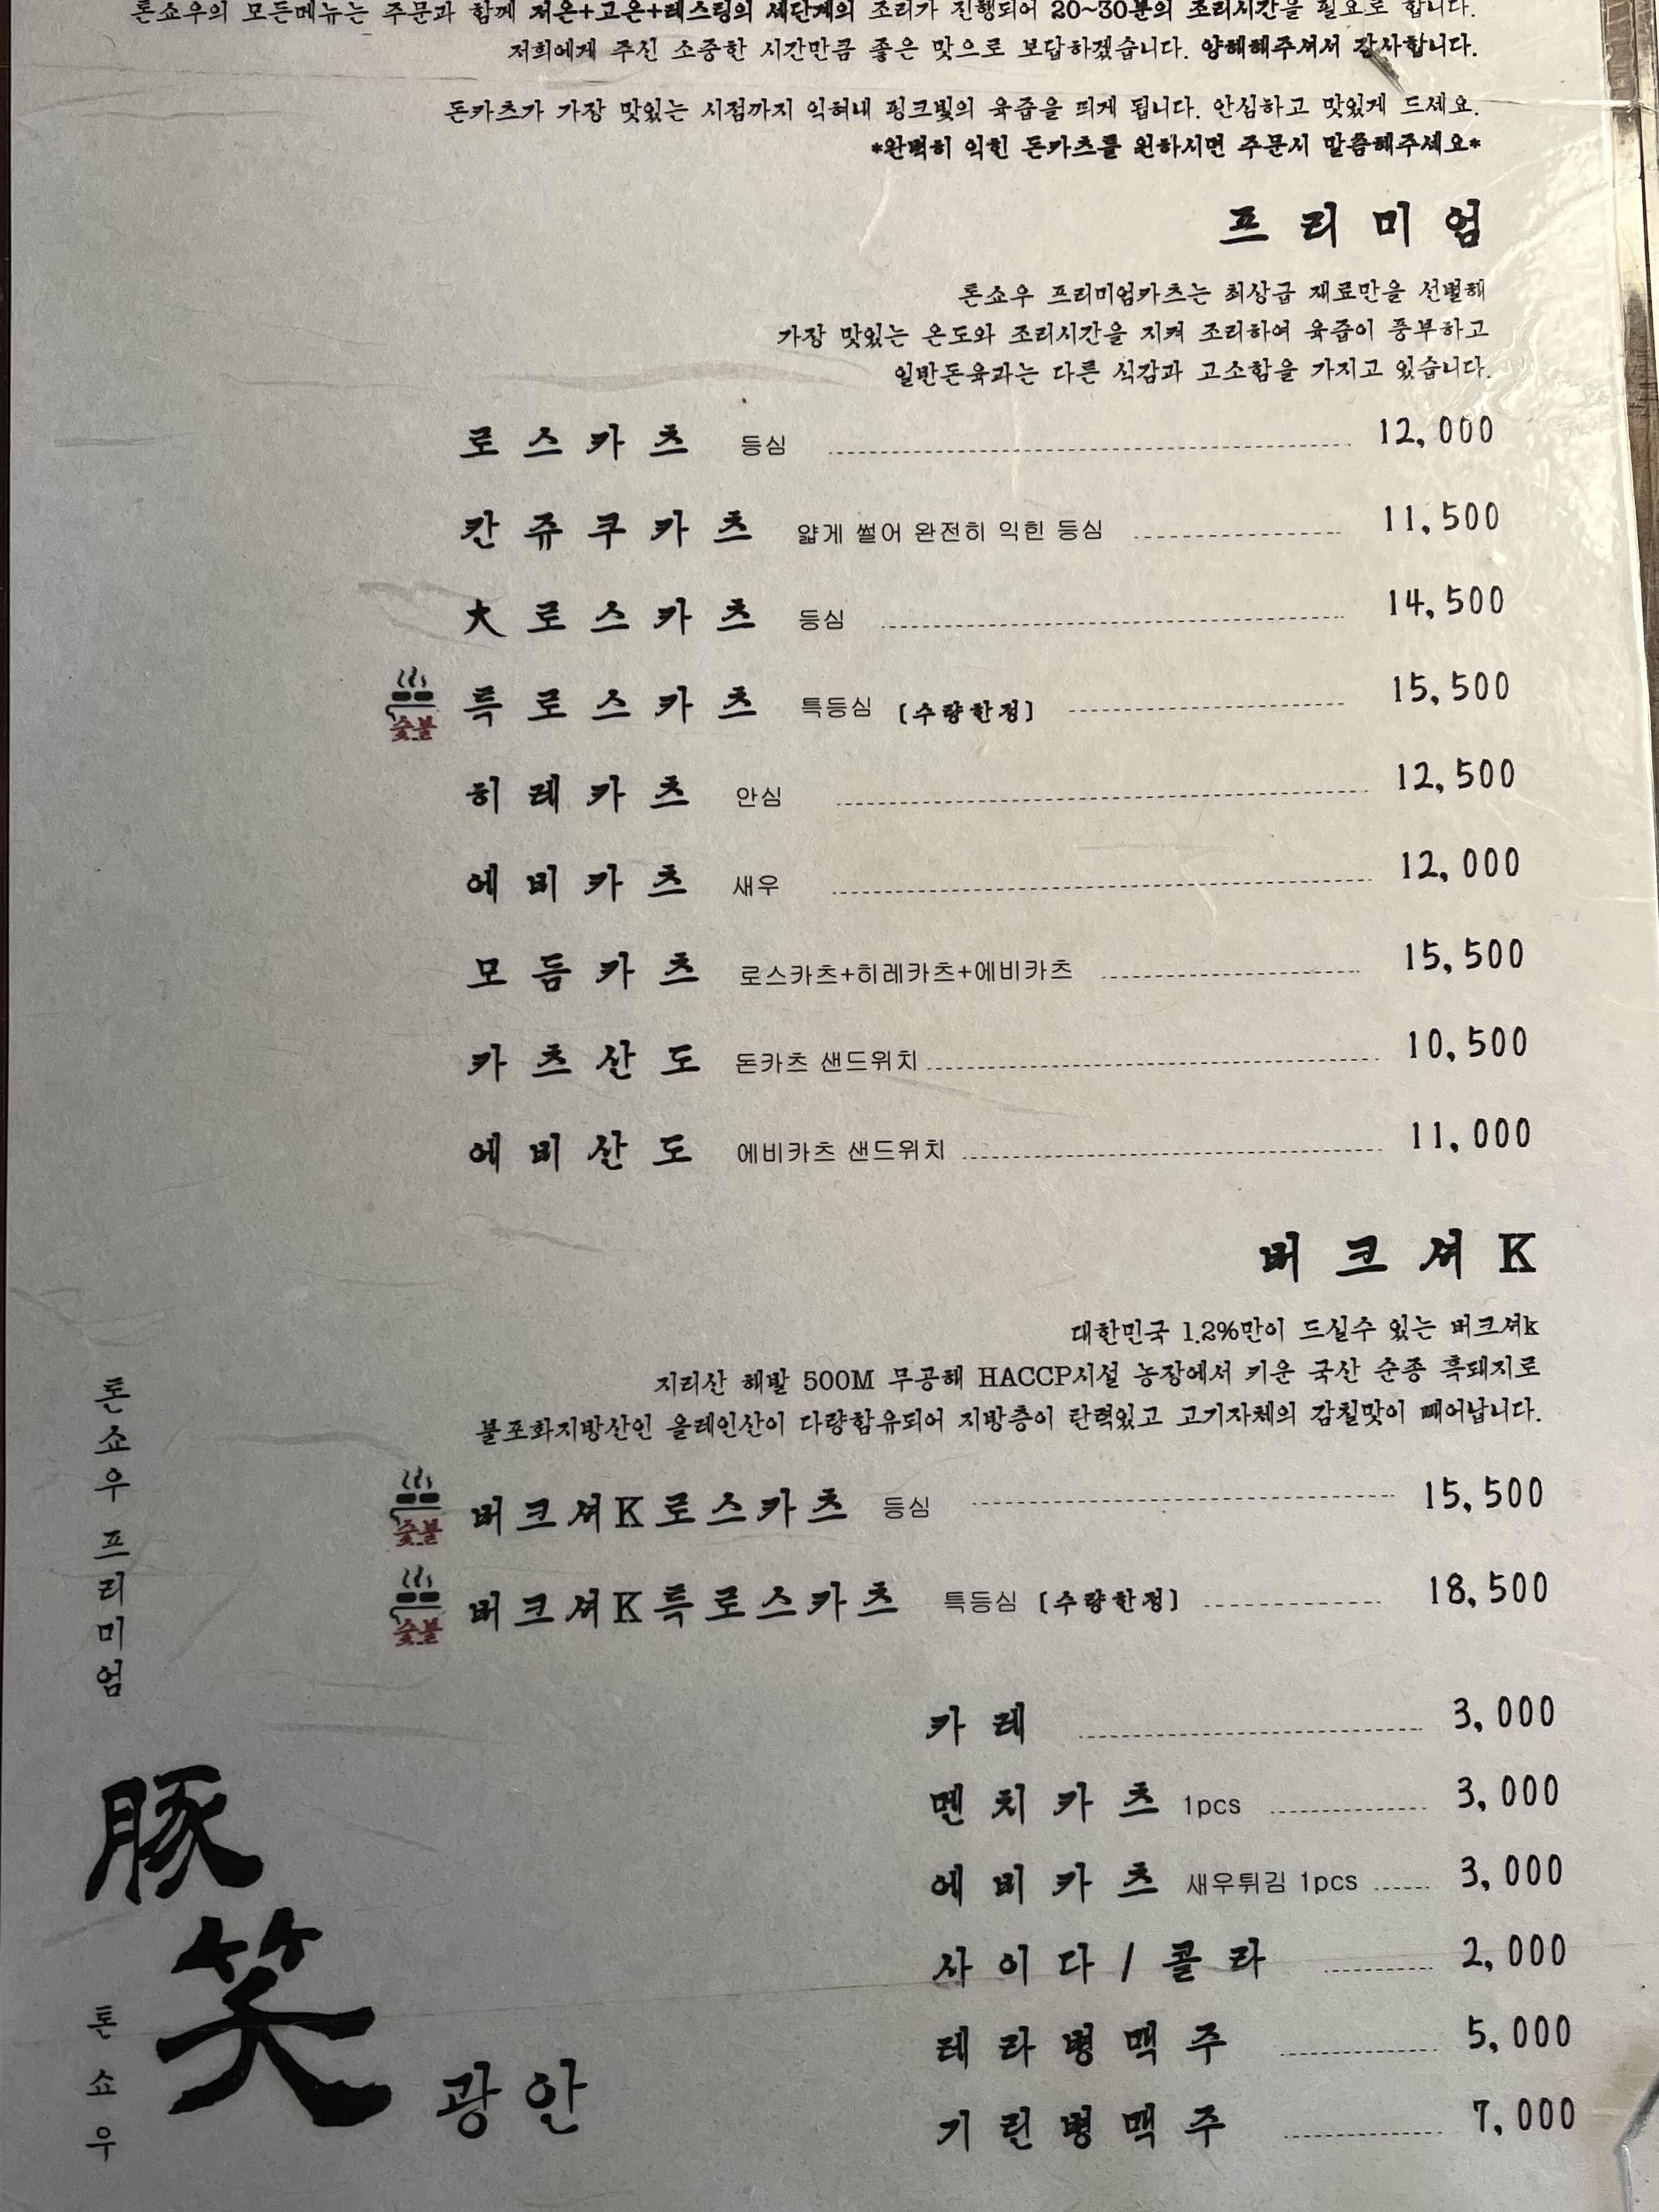 톤쇼우의 모든메뉴는 주문과 함께 저온+고온+레스팅의 세단계의 조리가 진행되어 20~30분의 조리시간을 필요로 합니다.
저희에게 주신 소중한 시간만큼 좋은 맛으로 보답하겠습니다. 양해해주셔서 감사합니다.
돈카츠가 가장 맛있는 시점까지 익혀내 핑크빛의 육즙을 띄게 됩니다. 안심하고 맛있게 드세요.
*완벽히 익힌 돈카츠를 원하시면 주문시 말씀해주세요*
프리미엄
톤쇼우 프리미엄카츠는 최상급 재료만을 선별해
가장 맛있는 온도와 조리시간을 지켜 조리하여 육즙이 풍부하고
일반돈육과는 다른 식감과 고소함을 가지고 있습니다.
로스카츠 등심 12,000
칸쥬쿠카츠 얇게 썰어 완전히 익힌 등심 11,500
大로스카츠 등심 14,500
숯불 특로스카츠 특등심 [수량한정] 15,500
히레카츠 안심 12,500
에비카츠 새우 12,000
모듬카츠 로스카츠+히레카츠+에비카츠 15,500
카츠산도 돈카츠 샌드위치 10,500
에비산도 에비카츠 샌드위치 11,000
버크셔K
대한민국 1.2%만이 드실수 있는 버크셔k
지리산 해발 500M 무공해 HACCP시설 농장에서 키운 국산 순종 흑돼지로
불포화지방산인 올레인산이 다량함유되어 지방층이 탄력있고 고기자체의 감칠맛이 빼어납니다.
숯불 버크셔K로스카츠 등심 15,500
숯불 버크셔K특로스카츠 특등심 [수량한정] 18,500
카레 3,000
멘치카츠 1pcs 3,000
에비카츠 새우튀김 1pcs 3,000
사이다/콜라 2,000
테라병맥주 5,000
기린병맥주 7,000
톤쇼우 프리미엄
豚笑
톤쇼우
광안